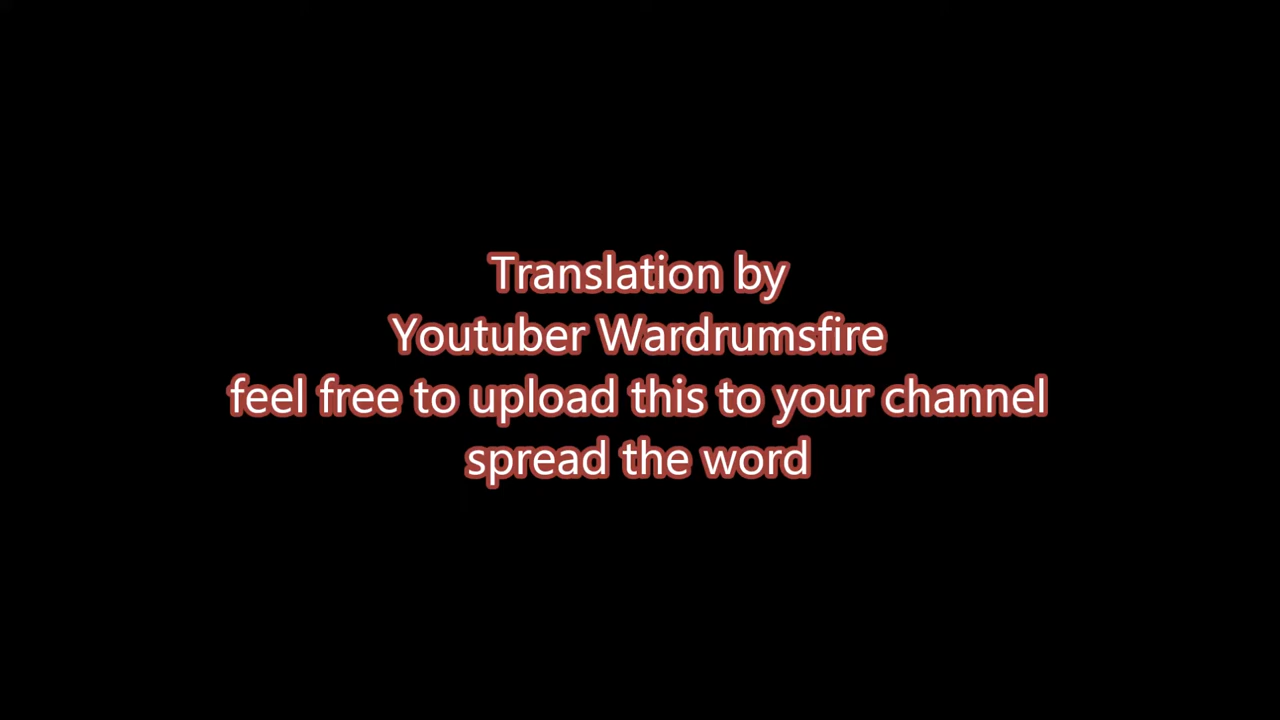 Translation by
Youtuber Wardrumsfire
feel free to upload this to your channel
spread the word